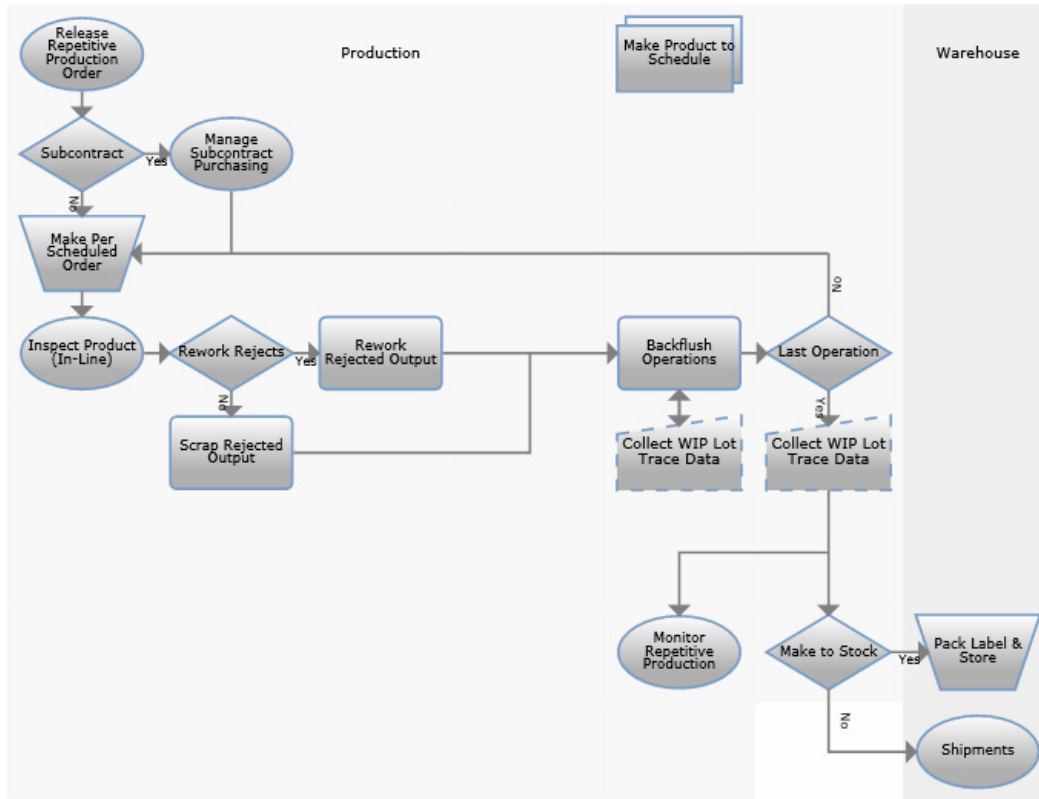 Release
Repetitive
Production
Order
Production
Make Product to
Schedule
Warehouse
Subcontract
Yes
Manage
Subcontract
Purchasing
No
Make Per
Scheduled
Order
No
Inspect Product
(In-Line)
Rework Rejects
Yes
Rework
Rejected Output
Backflush
Operations
Last Operation
No
Scrap Rejected
Output
Yes
Collect WIP Lot
Trace Data
Collect WIP Lot
Trace Data
Monitor
Repetitive
Production
Make to Stock
Yes
Pack Label &
Store
No
Shipments